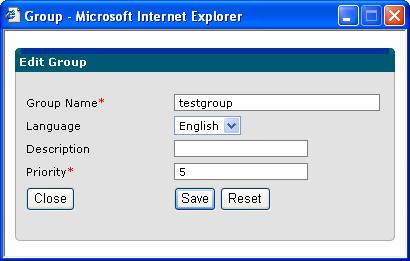 Group - Microsoft Internet Explorer
Edit Group
Group Name* testgroup
Language English
Description
Priority* 5
Close Save Reset